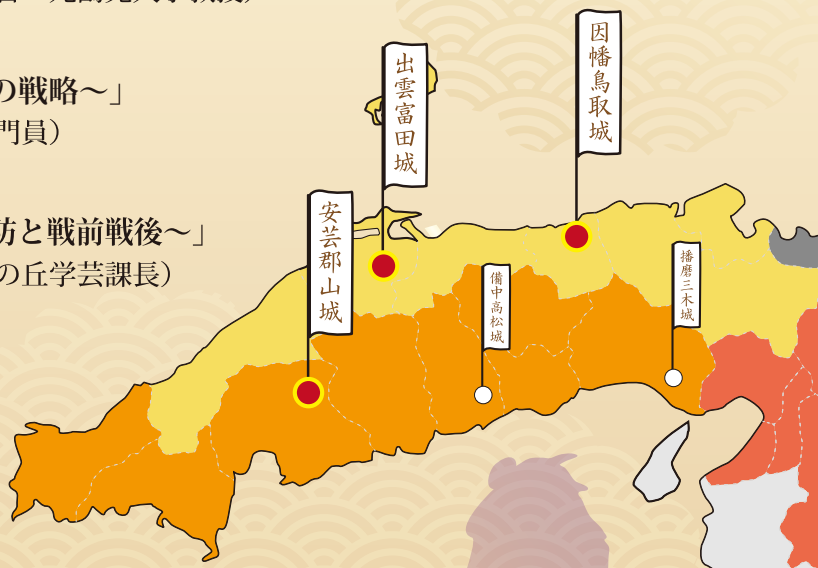 の戦略～」
門員）
防と戦前戦後～」
の丘学芸課長）
因幡鳥取城
出雲富田城
安芸郡山城
備中高松城
播磨三木城